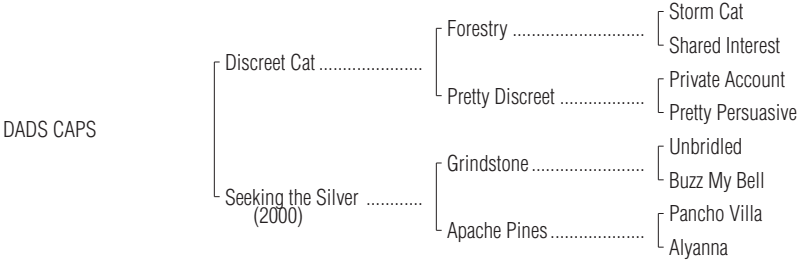 Storm Cat
Forestry ............................
Shared Interest
Discreet Cat ......................
Private Account
Pretty Discreet ..................
Pretty Persuasive
DADS CAPS
Unbridled
Grindstone ........................
Buzz My Bell
Seeking the Silver ............
(2000)
Pancho Villa
Apache Pines ....................
Alyanna